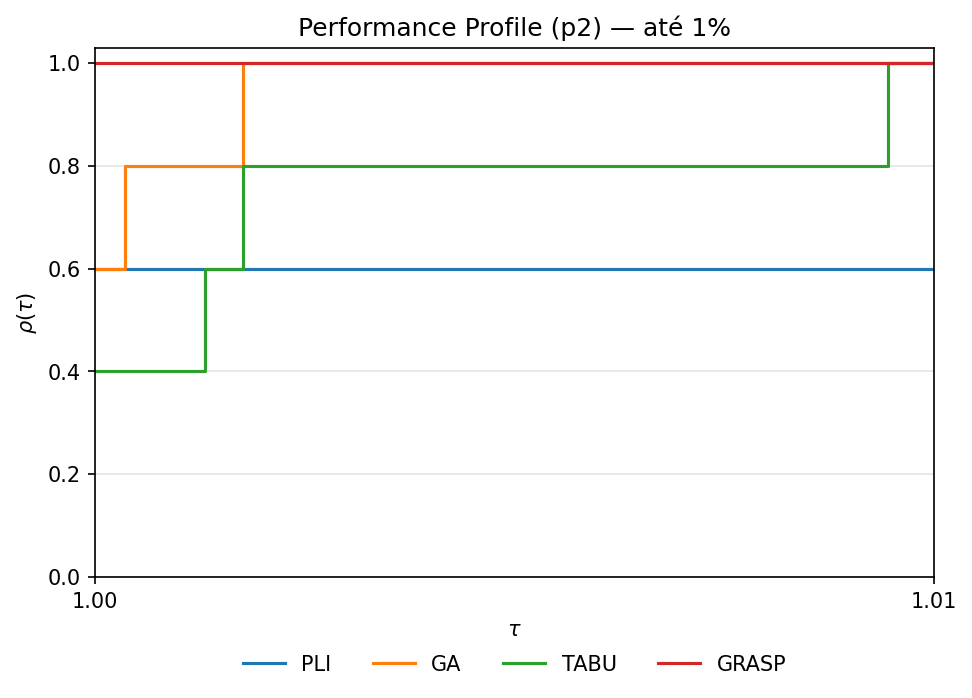 Performance Profile (p2) — até 1%
1.0
0.8
0.6
0.4
0.2
0.0
ρ(τ)
1.00 1.01
τ
PLI GA TABU GRASP